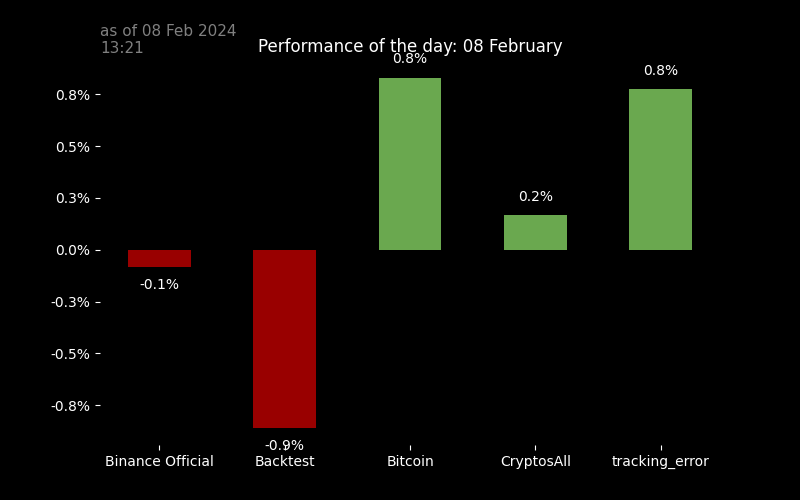 as of 08 Feb 2024
13:21
Performance of the day: 08 February
0.8%
0.8%
0.8%
0.5%
0.3%
0.2%
0.0%
-0.1%
-0.3%
-0.5%
-0.8%
-0.9%
Binance Official
Backtest
Bitcoin
CryptosAll
tracking_error